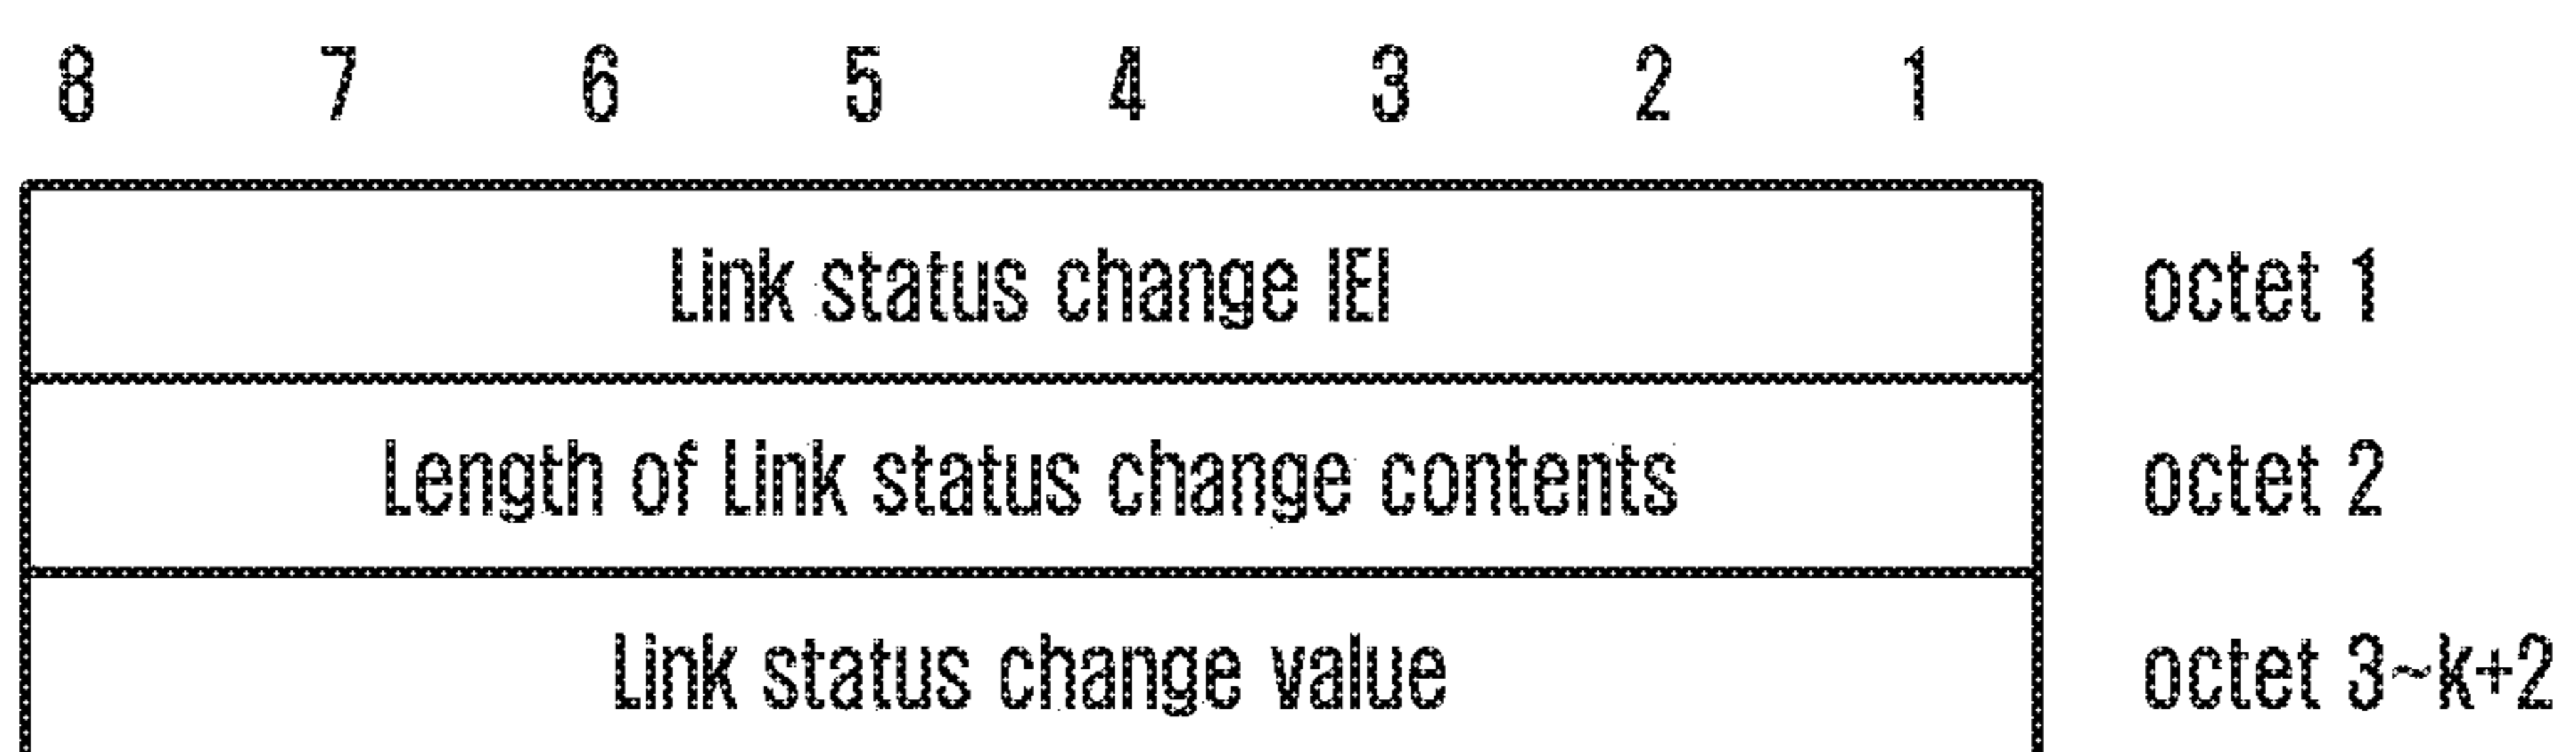 8 7 6 5 4 3 2 1
Link status change IEI octet 1
Length of Link status change contents octet 2
Link status change value octet 3~k+2